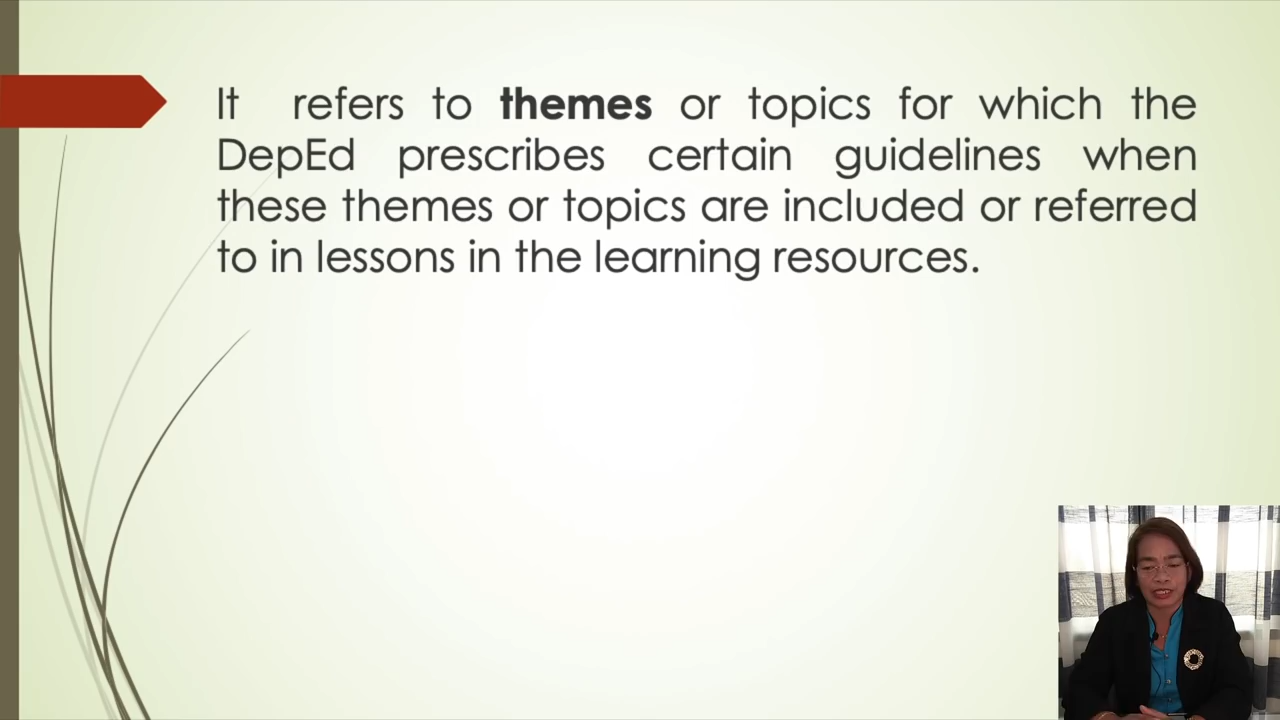 It refers to themes or topics for which the
DepEd prescribes certain guidelines when
these themes or topics are included or referred
to in lessons in the learning resources.